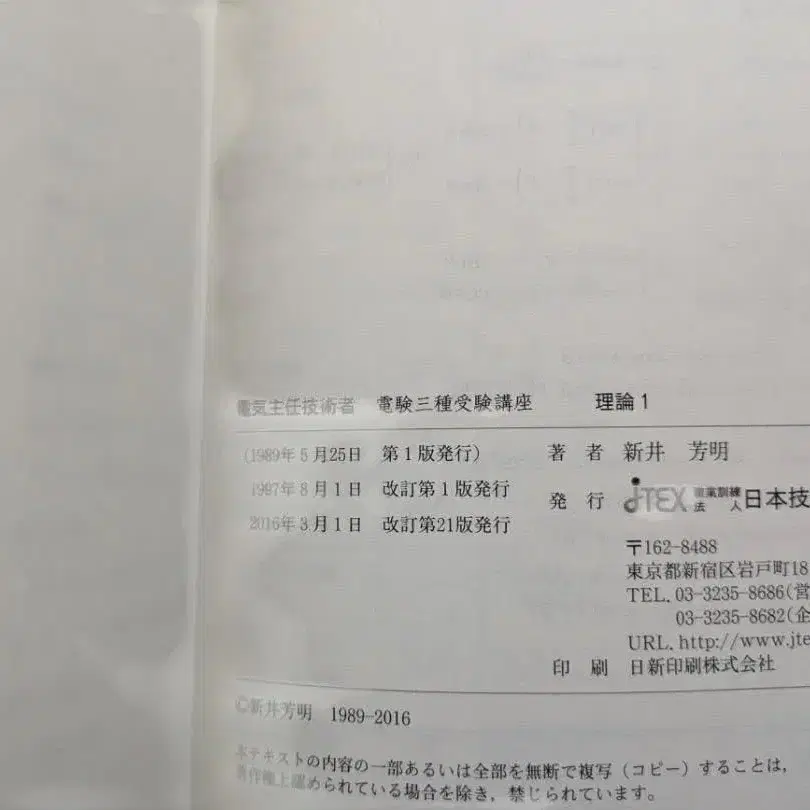 電気主任技術者 電験三種受験講座 理論1
(1989年5月25日 第1版発行)
1997年8月1日 改訂第1版発行
2016年3月1日 改訂第21版発行
著者 新井 芳明
発行 JTEX 職業訓練法人 日本技
〒162-8488
東京都新宿区岩戸町18
TEL. 03-3235-8686(営
03-3235-8682(企
URL. http://www.jte
印刷 日新印刷株式会社
©新井芳明 1989-2016
本テキストの内容の一部あるいは全部を無断で複写(コピー)することは,
著作権上認められている場合を除き,禁じられています。